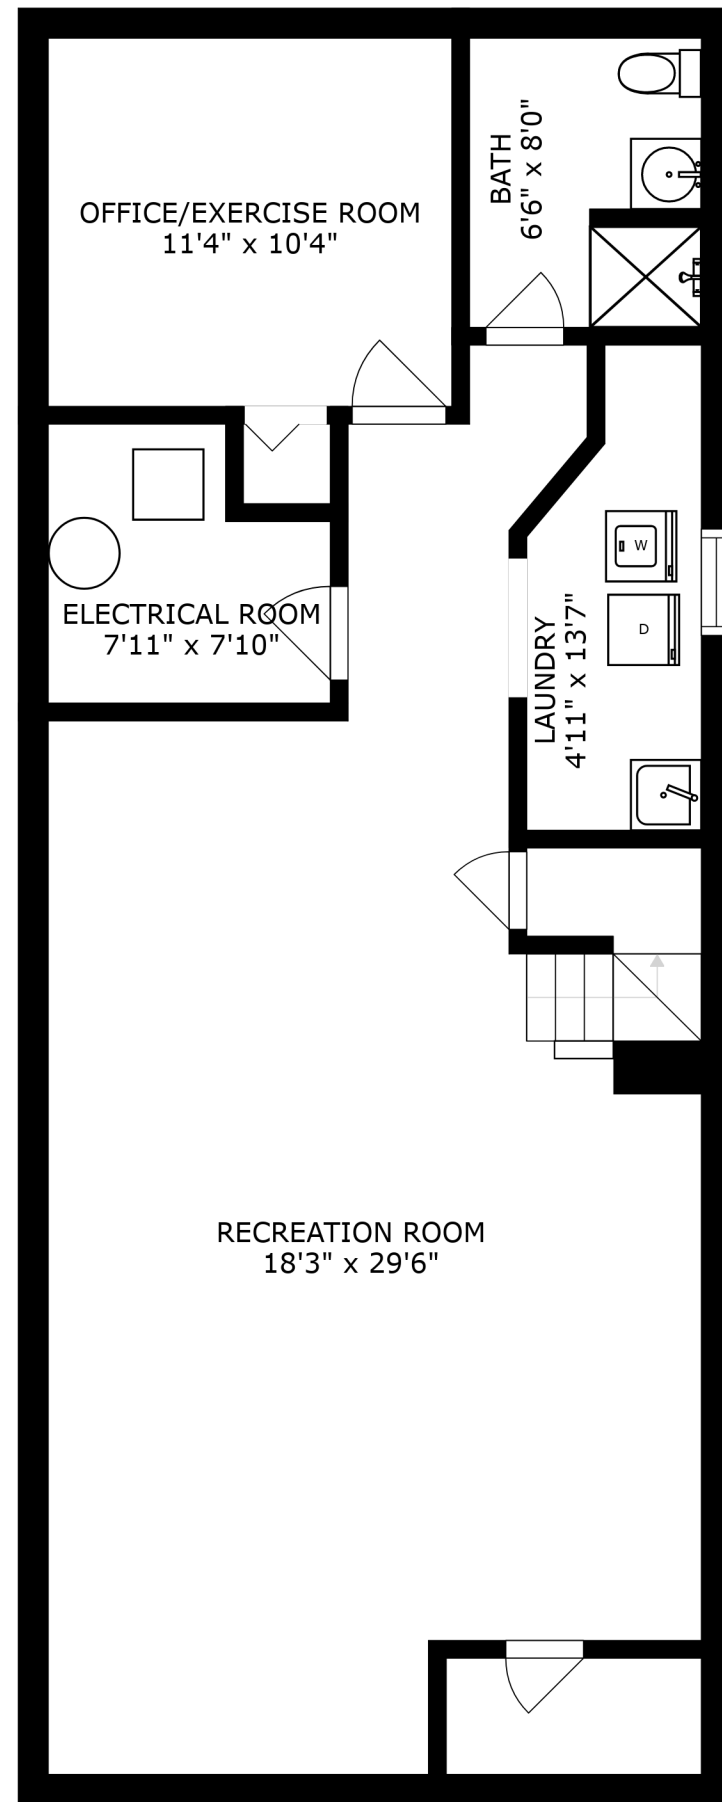 OFFICE/EXERCISE ROOM
11'4" x 10'4"
BATH
6'6" x 8'0"
ELECTRICAL ROOM
7'11" x 7'10"
W
D
LAUNDRY
4'11" x 13'7"
RECREATION ROOM
18'3" x 29'6"